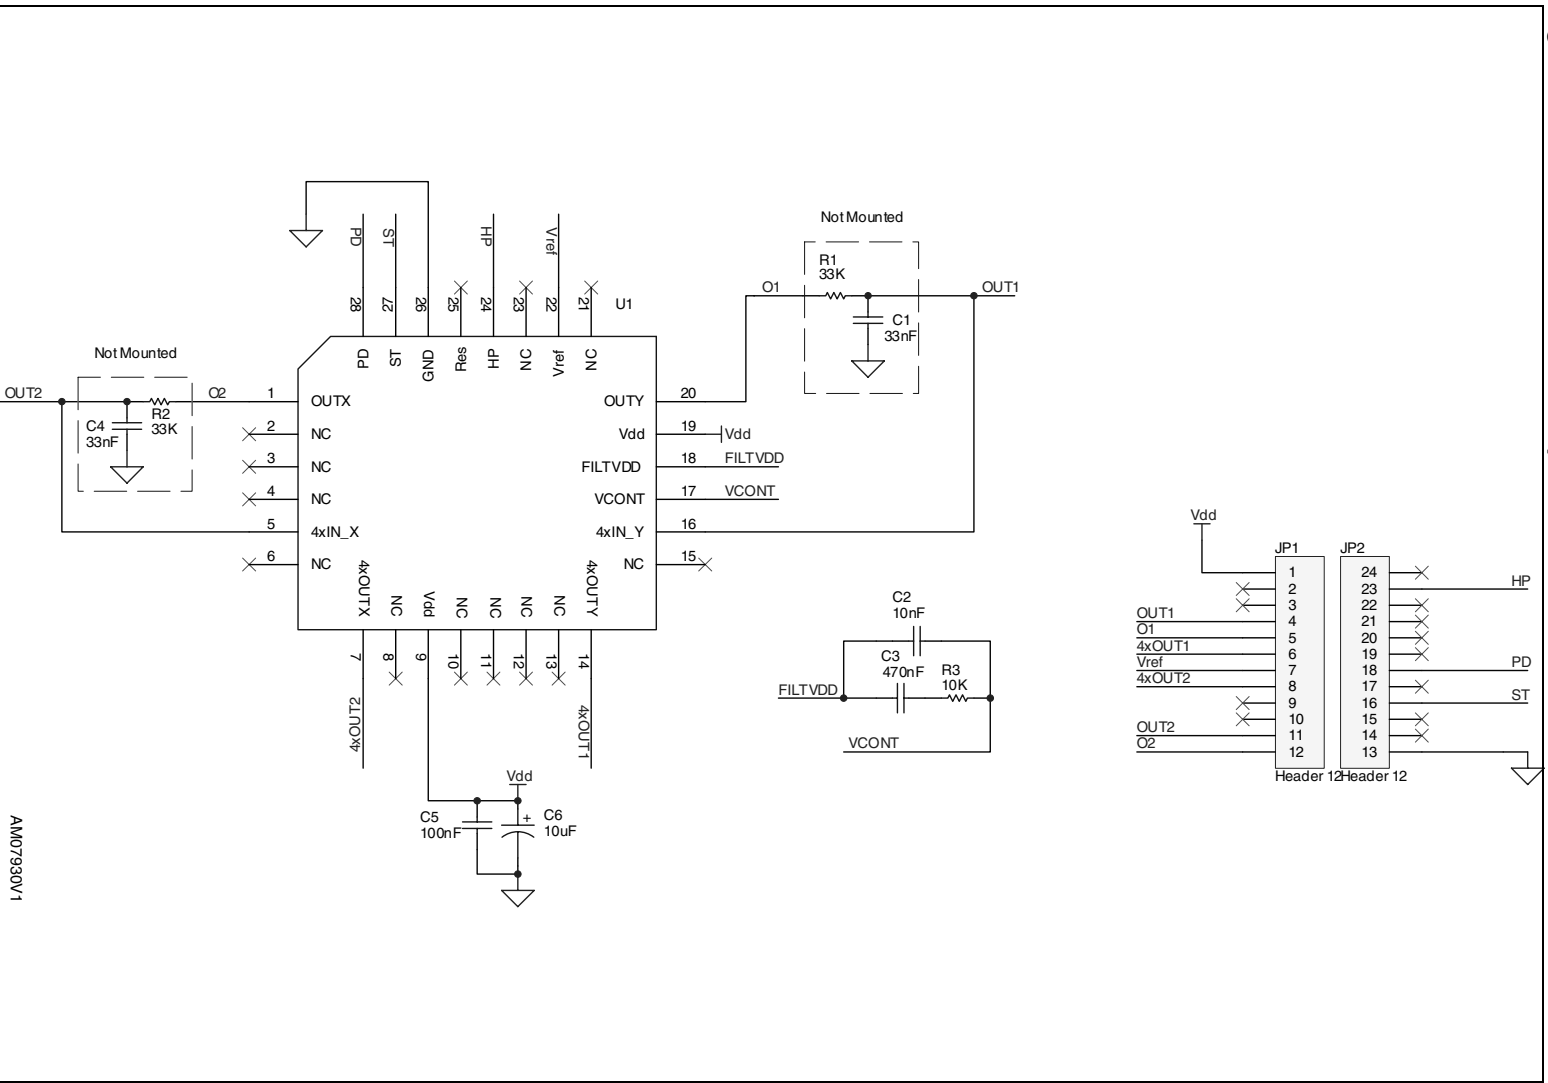 Not Mounted
R1
33K
O1
OUT1
C1
33nF
PD
ST
HP
Vref
28
27
26
25
24
23
22
21
U1
PD
ST
GND
Res
HP
NC
Vref
NC
Not Mounted
OUT2
O2
R2
33K
C4
33nF
1
OUTX
2
NC
3
NC
4
NC
5
4xIN_X
6
NC
OUTY
20
Vdd
19
Vdd
FILTVDD
18
FILTVDD
VCONT
17
VCONT
4xIN_Y
16
NC
15
4xOUTX
NC
Vdd
NC
NC
NC
NC
4xOUTY
7
8
9
10
11
12
13
14
4xOUT2
4xOUT1
Vdd
C5
100nF
+
C6
10uF
C2
10nF
C3
470nF
R3
10K
FILTVDD
VCONT
Vdd
JP1
1
2
3
OUT1
4
O1
5
4xOUT1
6
Vref
7
4xOUT2
8
9
10
OUT2
11
O2
12
Header 12
JP2
24
23
HP
22
21
20
19
18
PD
17
16
ST
15
14
13
Header 12
AM07930V1